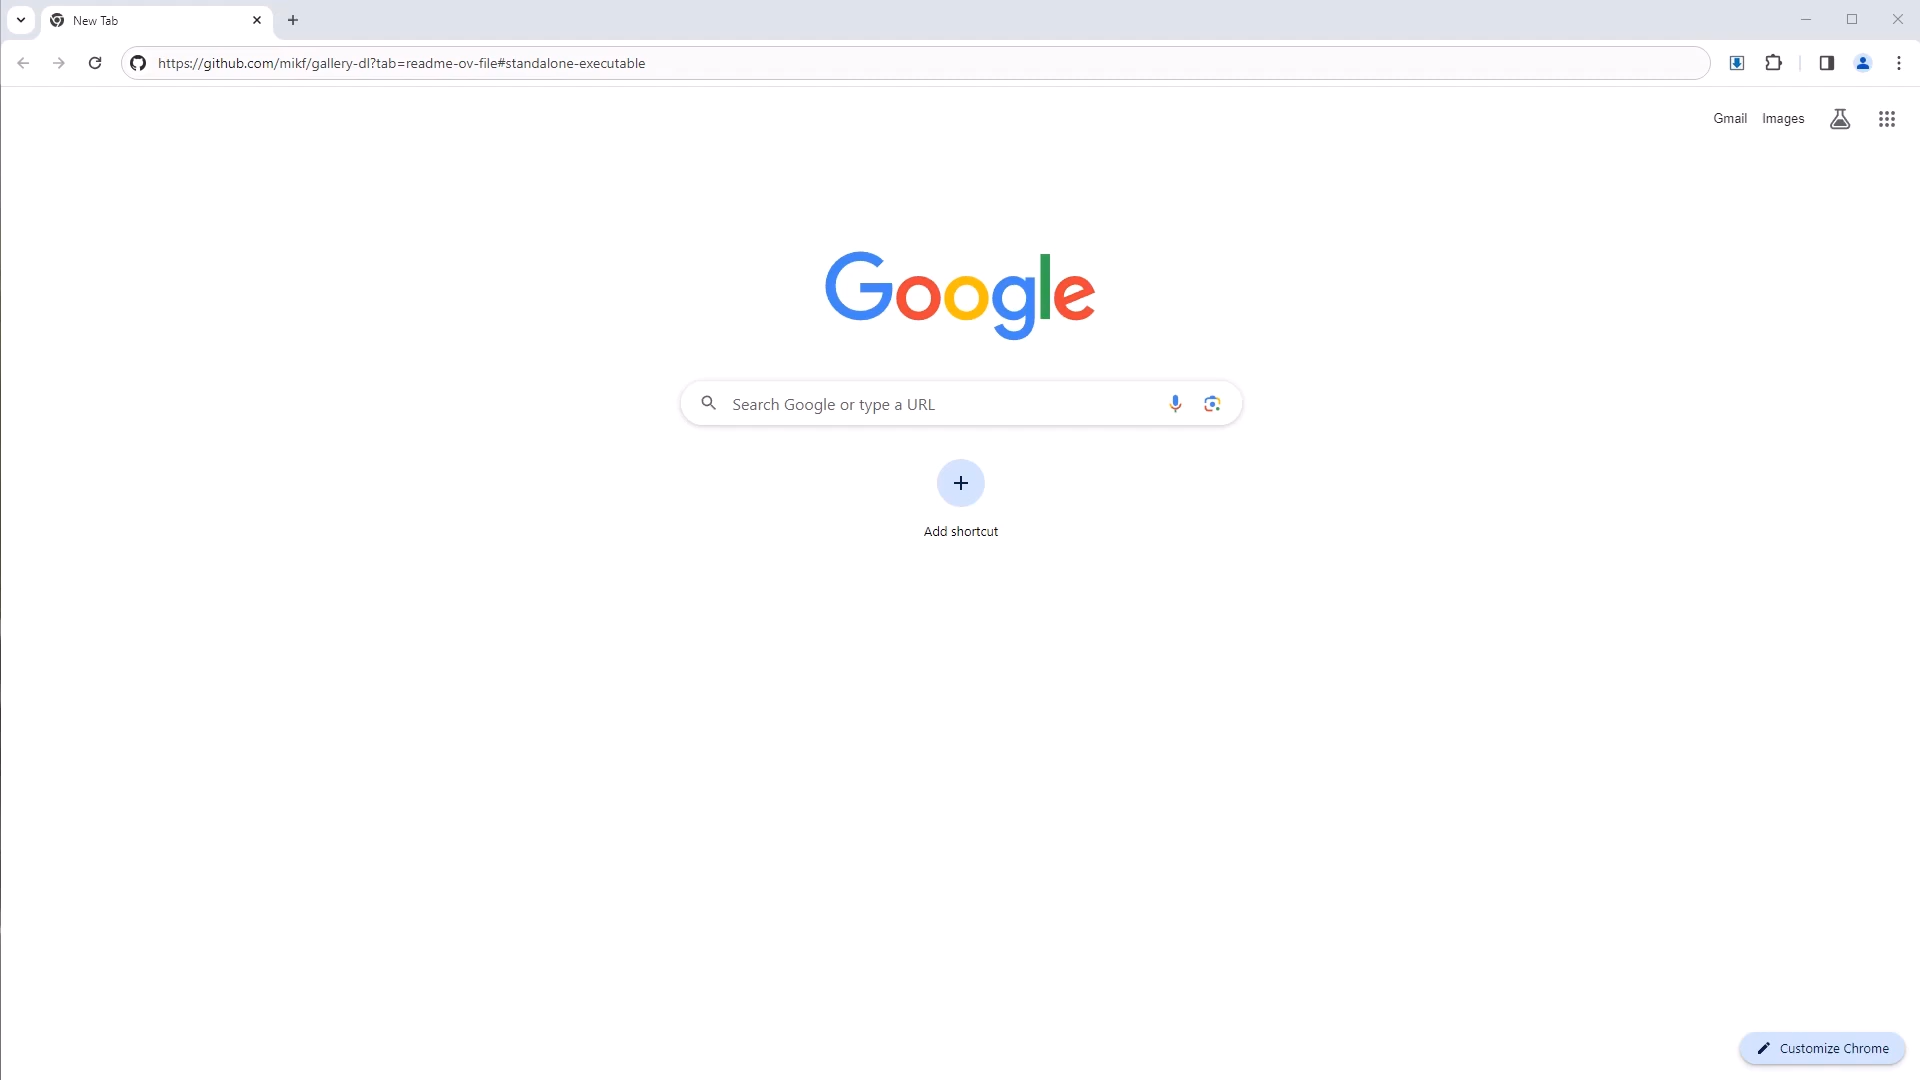 New Tab
https://github.com/mikf/gallery-dl?tab=readme-ov-file#standalone-executable
Gmail Images
Google
Search Google or type a URL
Add shortcut
Customize Chrome